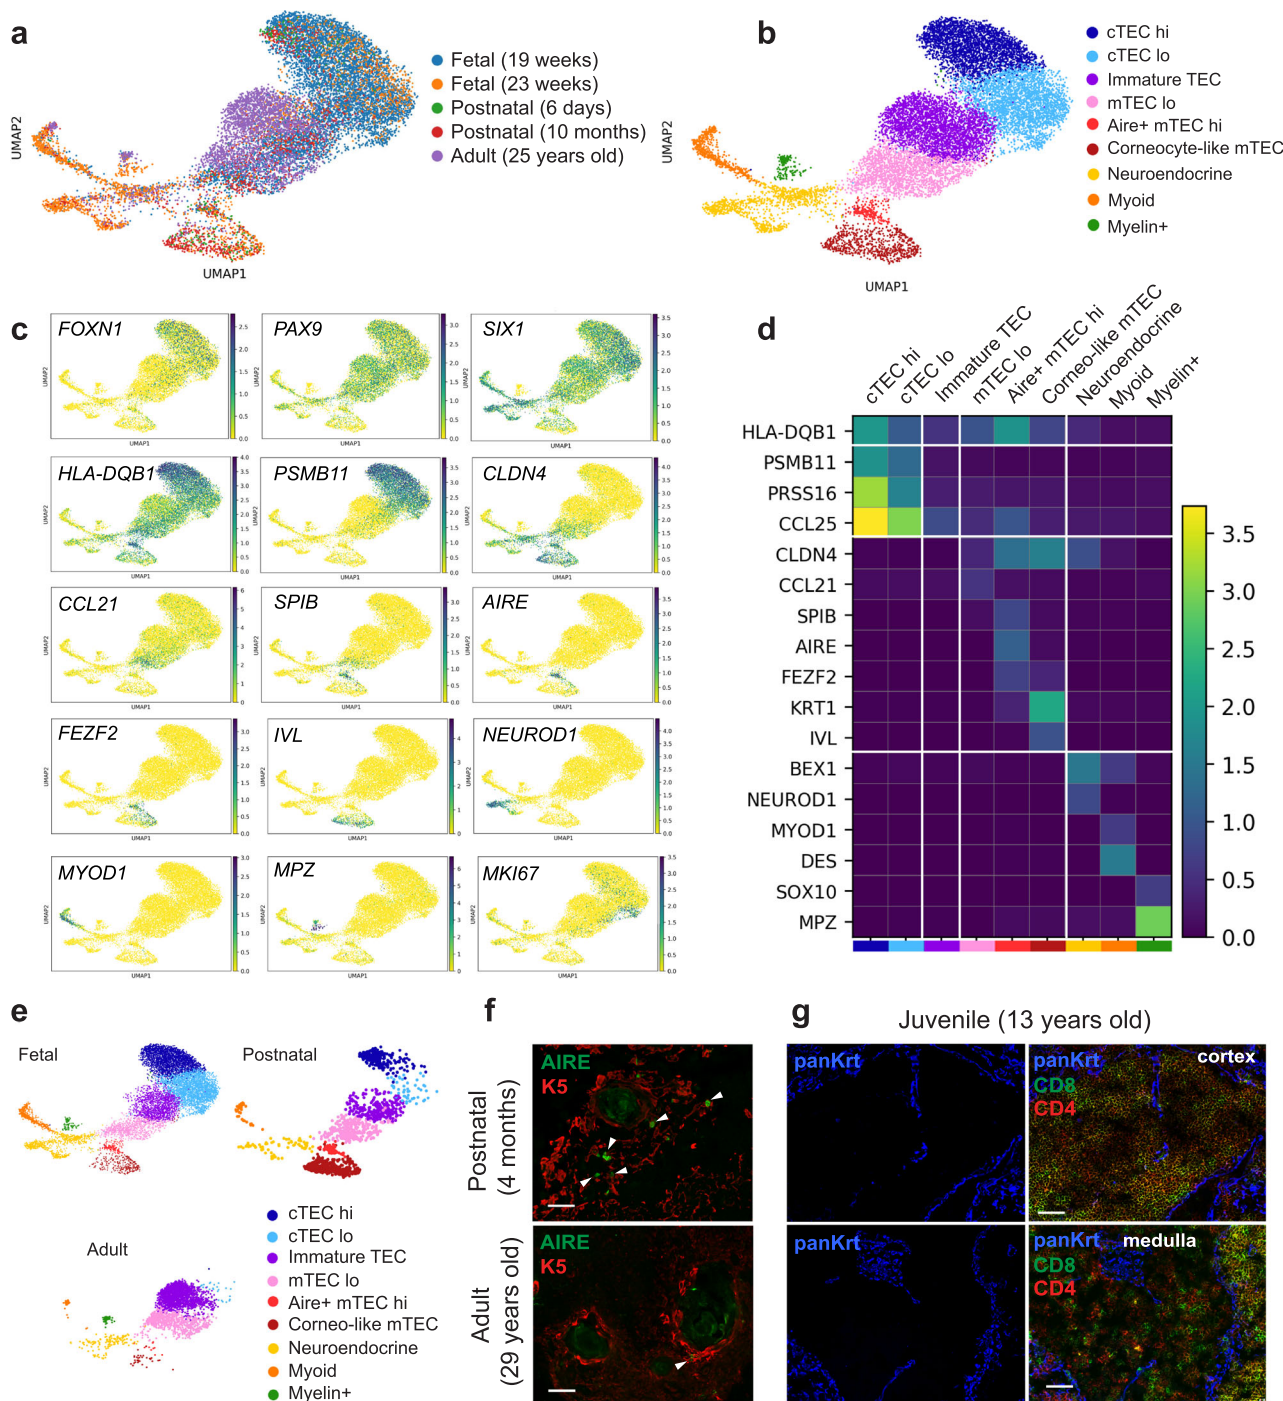 a
Fetal (19 weeks)
Fetal (23 weeks)
Postnatal (6 days)
Postnatal (10 months)
Adult (25 years old)
UMAP2
UMAP1
b
cTEC hi
cTEC lo
Immature TEC
mTEC lo
Aire+ mTEC hi
Corneocyte-like mTEC
Neuroendocrine
Myoid
Myelin+
UMAP2
UMAP1
c
FOXN1
PAX9
SIX1
HLA-DQB1
PSMB11
CLDN4
CCL21
SPIB
AIRE
FEZF2
IVL
NEUROD1
MYOD1
MPZ
MKI67
d
cTEC hi
cTEC lo
Immature TEC
mTEC lo
Aire+ mTEC hi
Corneo-like mTEC
Neuroendocrine
Myoid
Myelin+
HLA-DQB1
PSMB11
PRSS16
CCL25
CLDN4
CCL21
SPIB
AIRE
FEZF2
KRT1
IVL
BEX1
NEUROD1
MYOD1
DES
SOX10
MPZ
3.5
3.0
2.5
2.0
1.5
1.0
0.5
0.0
e
Fetal
Postnatal
Adult
cTEC hi
cTEC lo
Immature TEC
mTEC lo
Aire+ mTEC hi
Corneo-like mTEC
Neuroendocrine
Myoid
Myelin+
f
Postnatal
(4 months)
AIRE
K5
Adult
(29 years old)
AIRE
K5
g
Juvenile (13 years old)
panKrt
panKrt
CD8
CD4
cortex
panKrt
panKrt
CD8
CD4
medulla